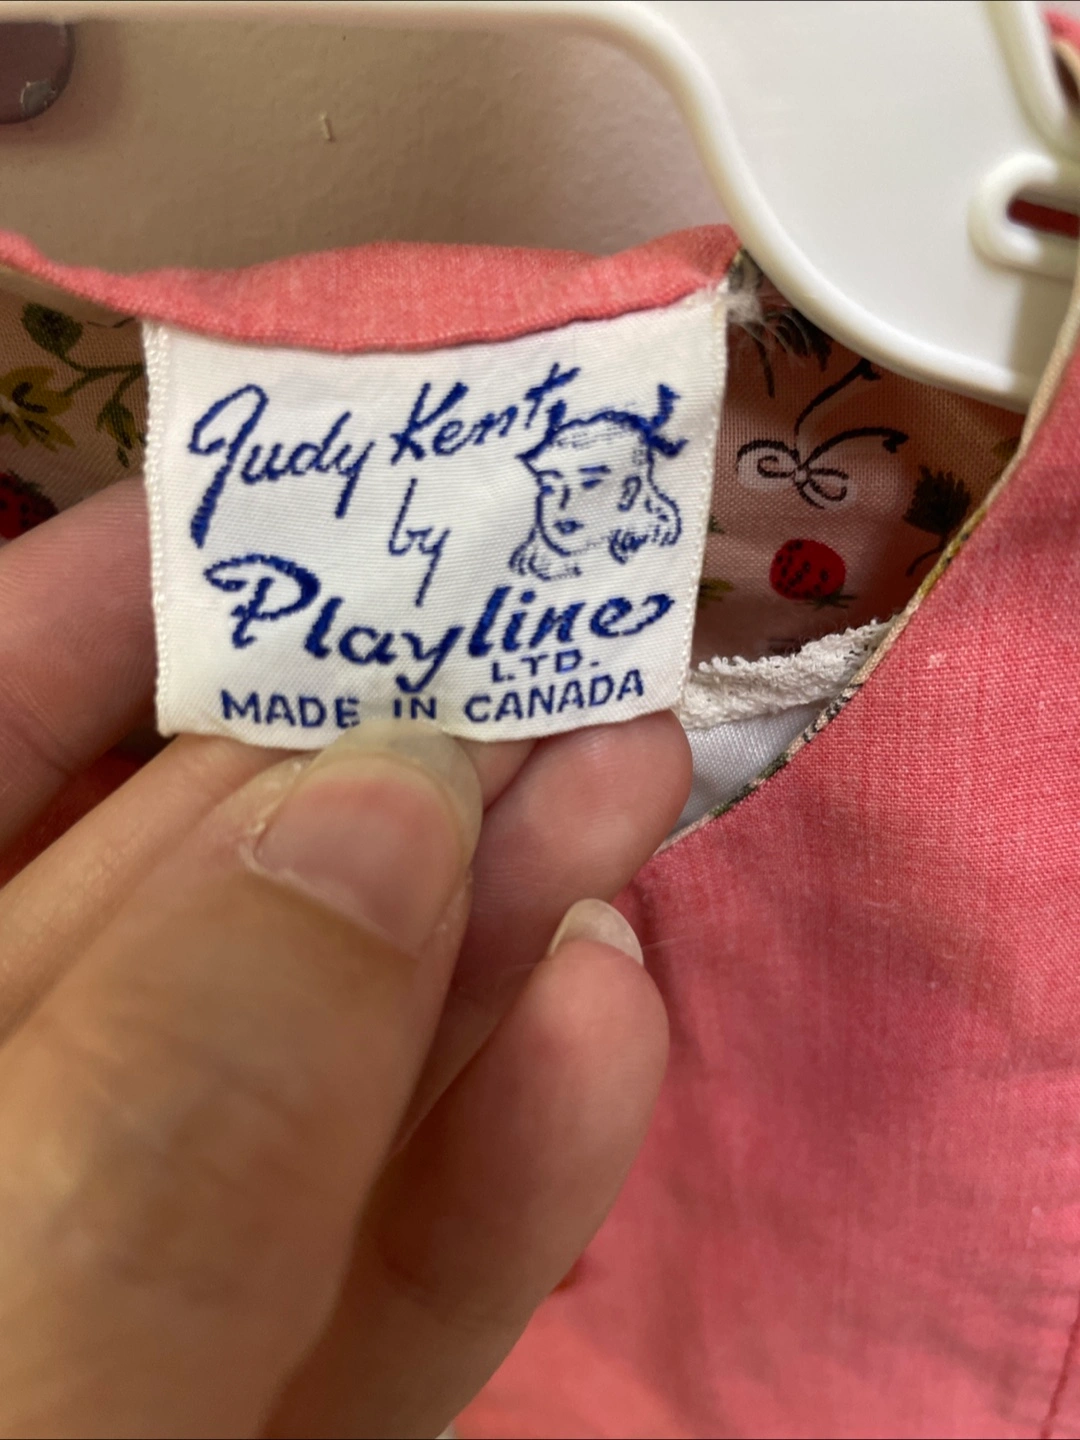 Judy Kent
by
Playline
LTD.
MADE IN CANADA